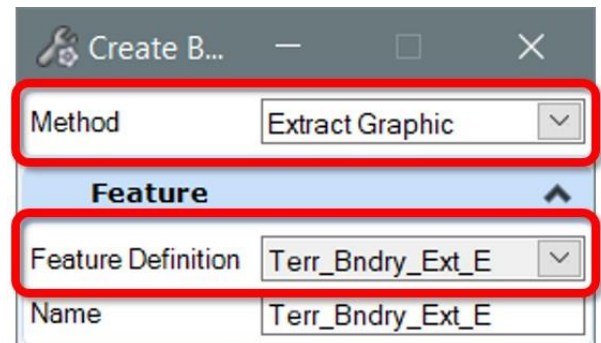 Create B...
Method Extract Graphic
Feature
Feature Definition Terr_Bndry_Ext_E
Name Terr_Bndry_Ext_E